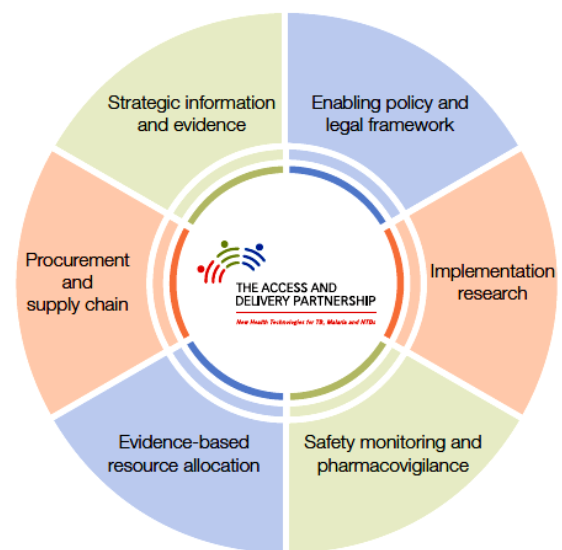 Strategic information
and evidence
Enabling policy and
legal framework
Procurement
and
supply chain
THE ACCESS AND
DELIVERY PARTNERSHIP
New Health Technologies for TB, Malaria and NTDs
Implementation
research
Evidence-based
resource allocation
Safety monitoring and
pharmacovigilance